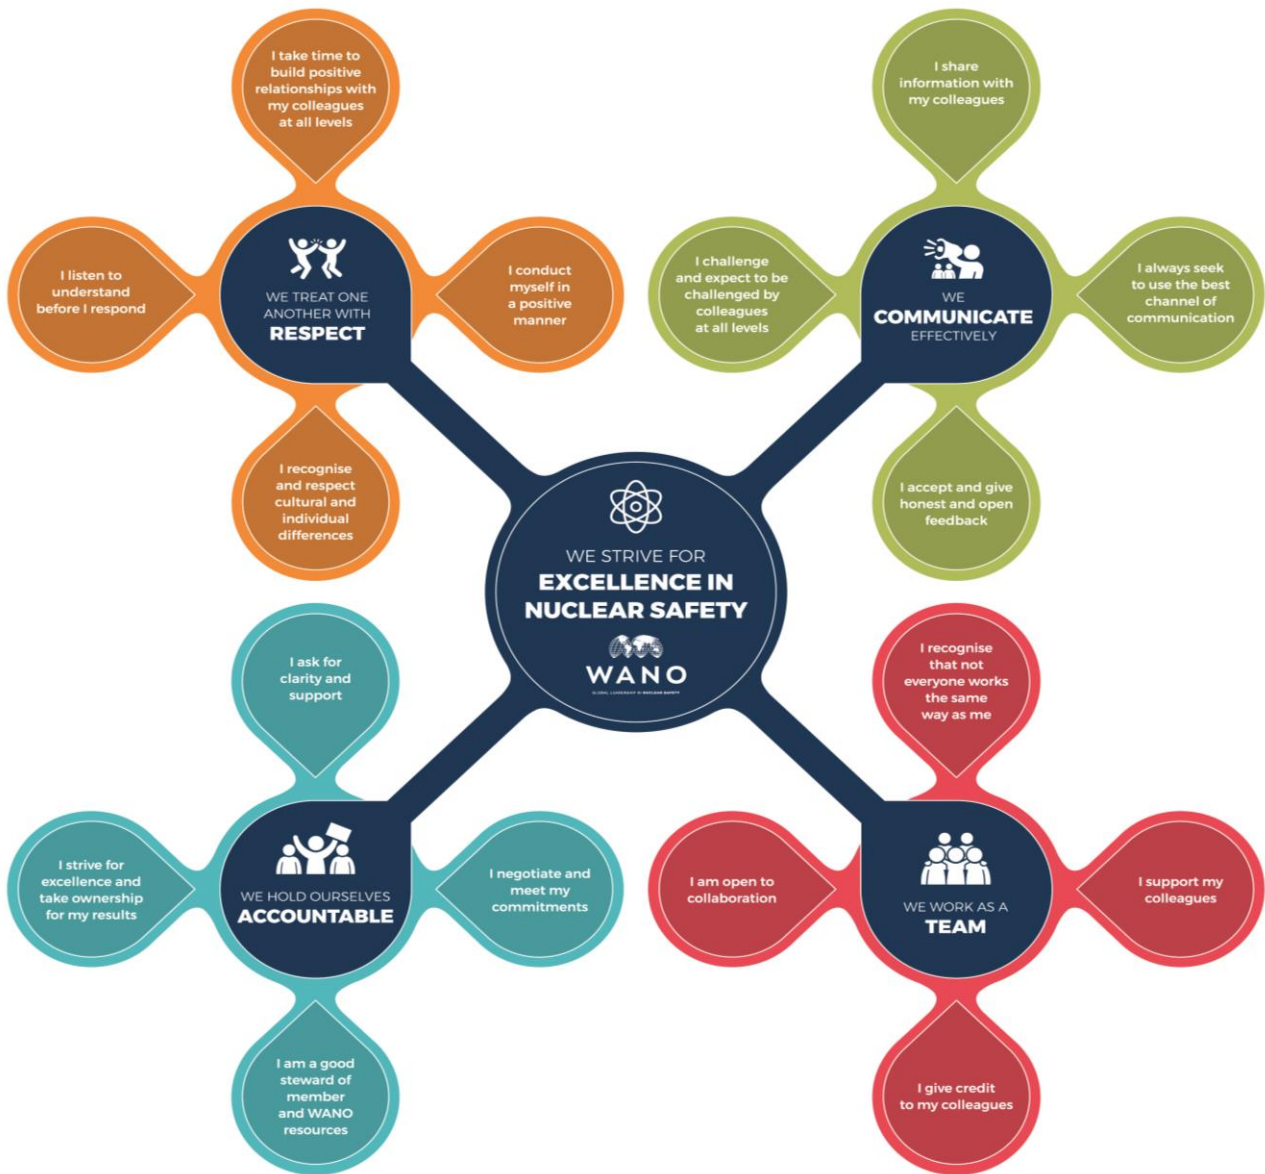 I take time to
build positive
relationships with
my colleagues
at all levels
I listen to
understand
before I respond
WE TREAT ONE
ANOTHER WITH
RESPECT
I conduct
myself in
a positive
manner
I recognise
and respect
cultural and
individual
differences
I share
information with
my colleagues
I challenge
and expect to be
challenged by
colleagues
at all levels
WE
COMMUNICATE
EFFECTIVELY
I always seek
to use the best
channel of
communication
I accept and give
honest and open
feedback
WE STRIVE FOR
EXCELLENCE IN
NUCLEAR SAFETY
WANO
GLOBAL LEADERSHIP IN NUCLEAR SAFETY
I ask for
clarity and
support
I strive for
excellence and
take ownership
for my results
WE HOLD OURSELVES
ACCOUNTABLE
I negotiate and
meet my
commitments
I am a good
steward of
member
and WANO
resources
I recognise
that not
everyone works
the same
way as me
I am open to
collaboration
WE WORK AS A
TEAM
I support my
colleagues
I give credit
to my colleagues